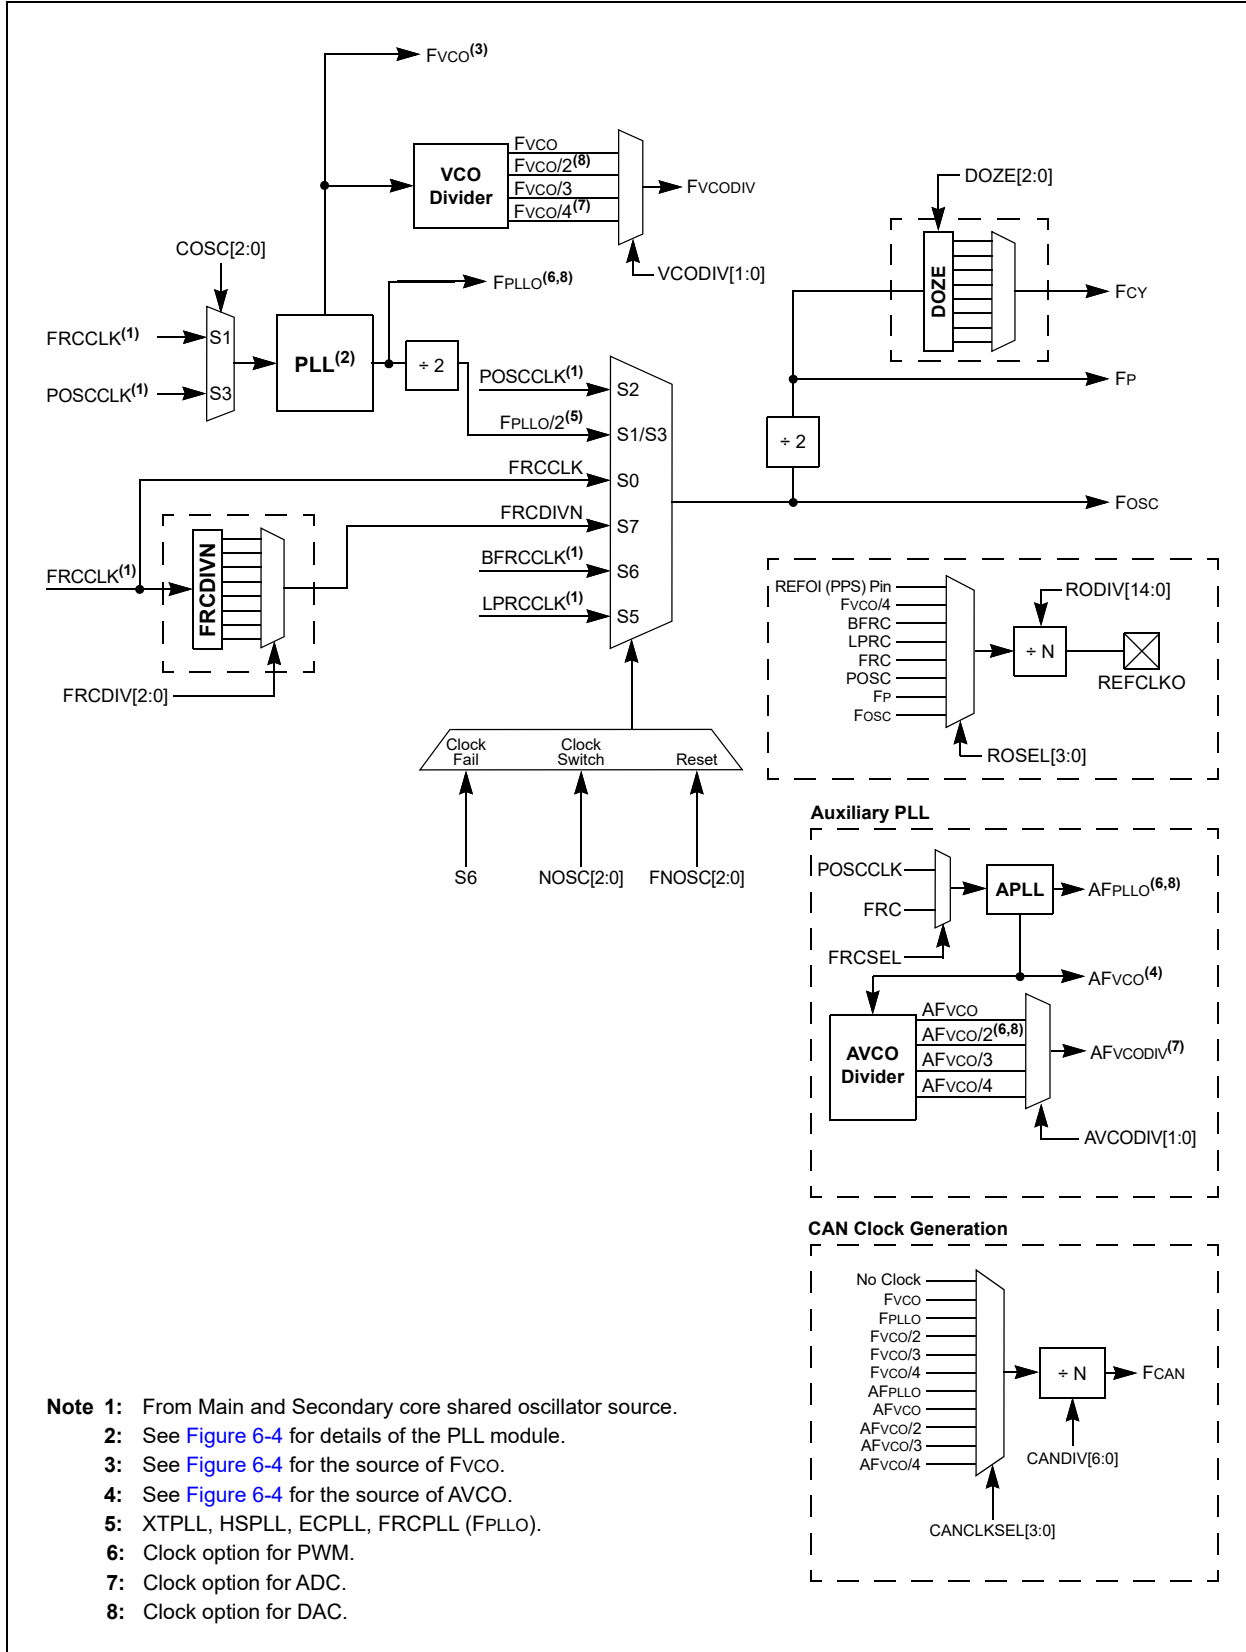 FVCO(3)
FVCO
FVCO/2(8)
FVCO/3
FVCO/4(7)
VCO
Divider
FVCODIV
VCODIV[1:0]
DOZE[2:0]
DOZE
FCY
COSC[2:0]
FPLLO(6,8)
FRCCLK(1)
S1
POSCCLK(1)
S3
PLL(2)
÷ 2
POSCCLK(1)
S2
FPLLO/2(5)
S1/S3
FRCCLK
S0
FRCDIVN
S7
BFRCCLK(1)
S6
LPRCCLK(1)
S5
FP
÷ 2
FOSC
FRCCLK(1)
FRCDIVN
FRCDIV[2:0]
Clock
Fail
Clock
Switch
Reset
S6
NOSC[2:0]
FNOSC[2:0]
REFOI (PPS) Pin
FVCO/4
BFRC
LPRC
FRC
POSC
FP
FOSC
RODIV[14:0]
÷ N
REFCLKO
ROSEL[3:0]
Auxiliary PLL
POSCCLK
FRC
FRCSEL
APLL
AFPLLO(6,8)
AFVCO(4)
AVCO
Divider
AFVCO
AFVCO/2(6,8)
AFVCO/3
AFVCO/4
AFVCODIV(7)
AVCODIV[1:0]
CAN Clock Generation
No Clock
FVCO
FPLLO
FVCO/2
FVCO/3
FVCO/4
AFPLLO
AFVCO
AFVCO/2
AFVCO/3
AFVCO/4
÷ N
FCAN
CANDIV[6:0]
CANCLKSEL[3:0]
Note 1: From Main and Secondary core shared oscillator source.
2: See Figure 6-4 for details of the PLL module.
3: See Figure 6-4 for the source of FVCO.
4: See Figure 6-4 for the source of AVCO.
5: XTPLL, HSPLL, ECPLL, FRCPLL (FPLLO).
6: Clock option for PWM.
7: Clock option for ADC.
8: Clock option for DAC.